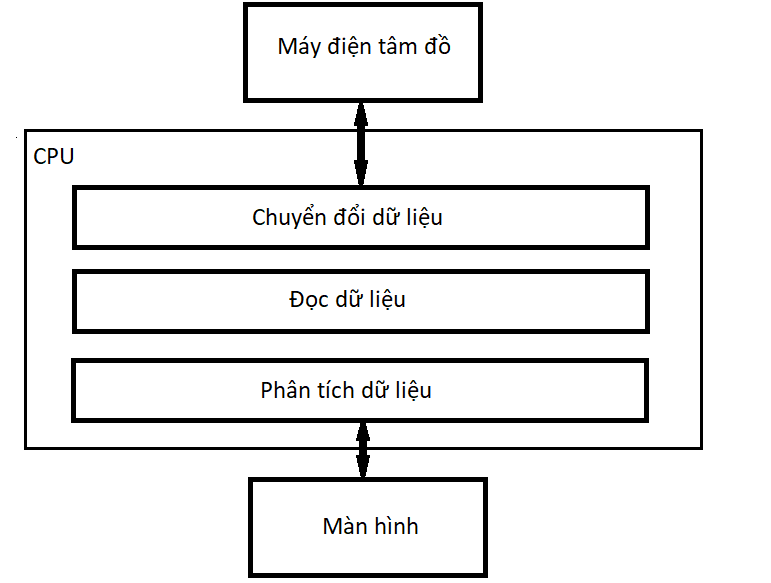 Máy điện tâm đồ
CPU
Chuyển đổi dữ liệu
Đọc dữ liệu
Phân tích dữ liệu
Màn hình